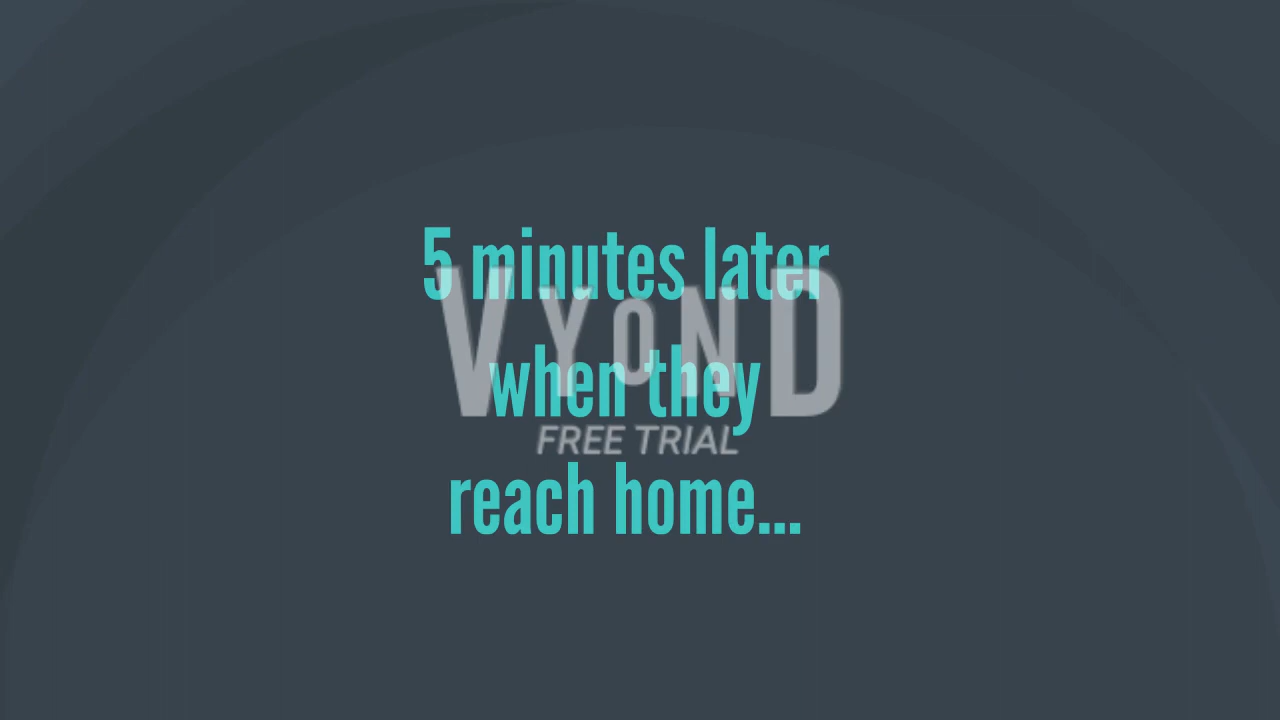 5 minutes later
VYOND
when they
FREE TRIAL
reach home...